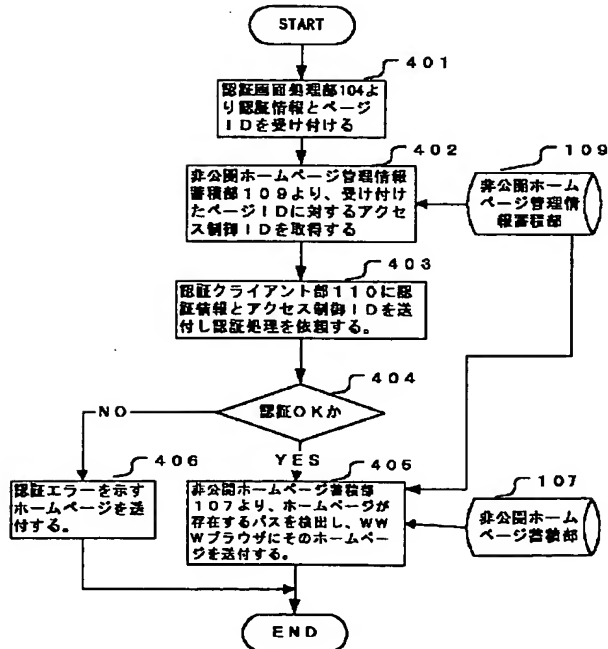 START
401
認証画面処理部104よ
り認証情報とページ
IDを受け付ける
402
非公開ホームページ管理情報
蓄積部109より、受け付け
たページIDに対するアクセ
ス制御IDを取得する
109
非公開ホーム
ページ管理情
報蓄積部
403
認証クライアント部110に認
証情報とアクセス制御IDを送
付し認証処理を依頼する。
404
認証OKか
NO
YES
406
認証エラーを示す
ホームページを送
付する。
405
非公開ホームページ蓄積部
107より、ホームページが
存在するパスを検出し、WW
Wブラウザにそのホームペー
ジを送付する。
107
非公開ホーム
ページ蓄積部
END